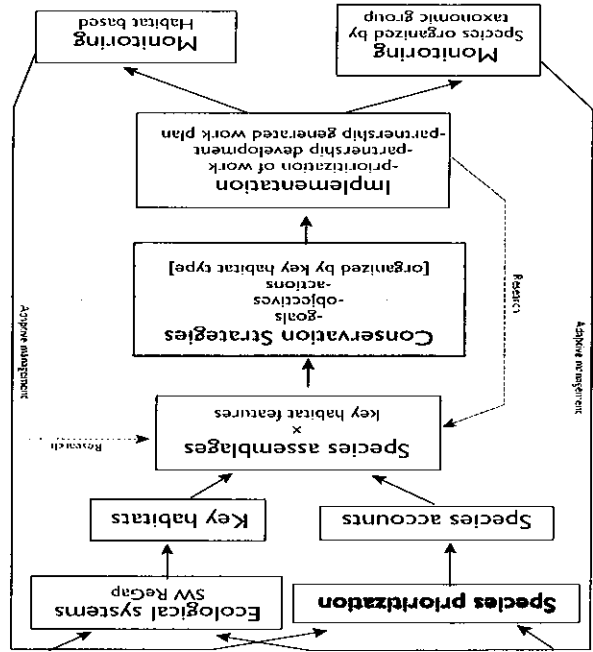 Species prioritization
Ecological systems
SW ReGap
Species accounts
Key habitats
Species assemblages
x
key habitat features
Research
Conservation Strategies
-goals
-objectives
-actions
[organized by key habitat type]
Adaptive management
Research
Adaptive management
Implementation
-prioritization of work
-partnership development
-partnership generated work plan
Monitoring
Species organized by
taxonomic group
Monitoring
Habitat based